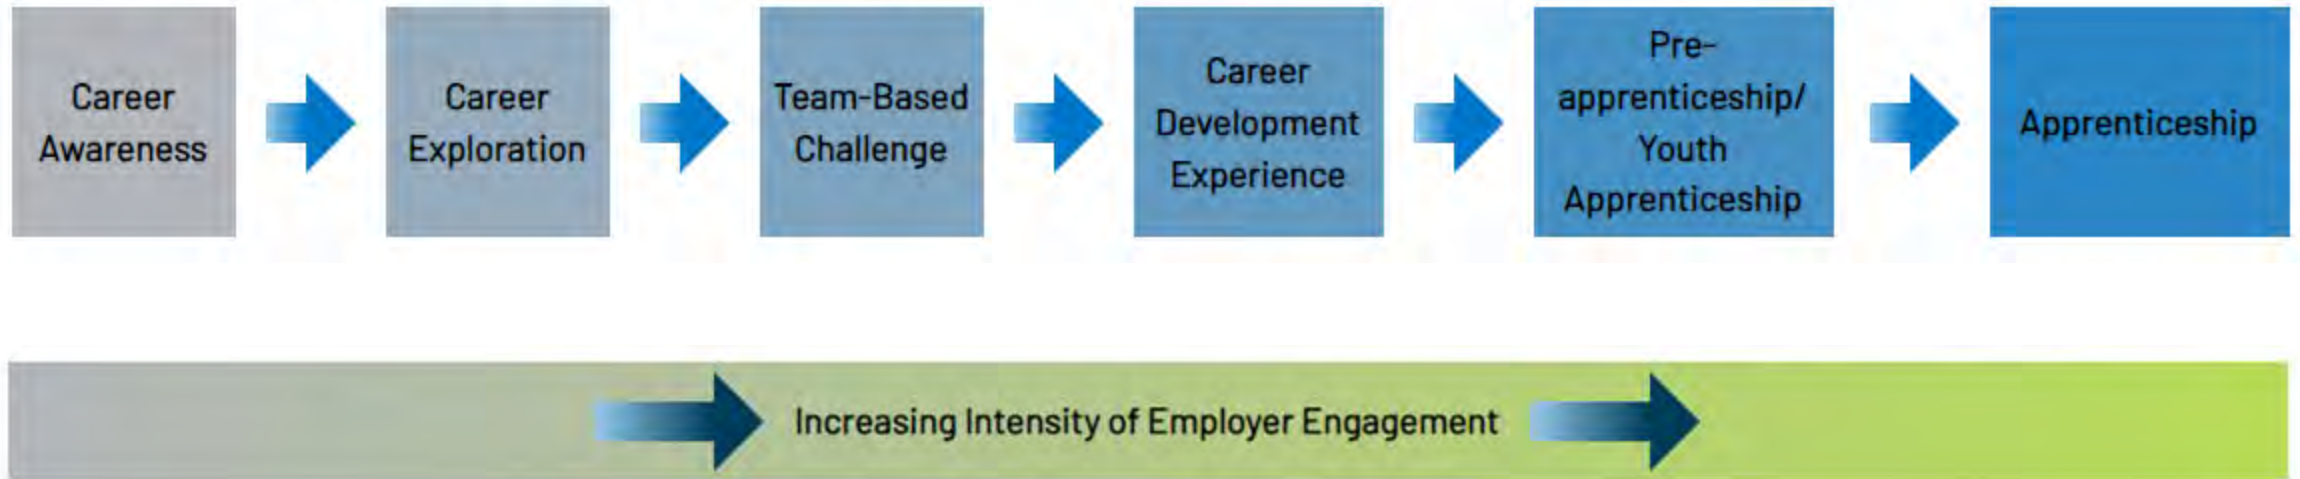 Career
Awareness
Career
Exploration
Team-Based
Challenge
Career
Development
Experience
Pre-
apprenticeship/
Youth
Apprenticeship
Apprenticeship
Increasing Intensity of Employer Engagement